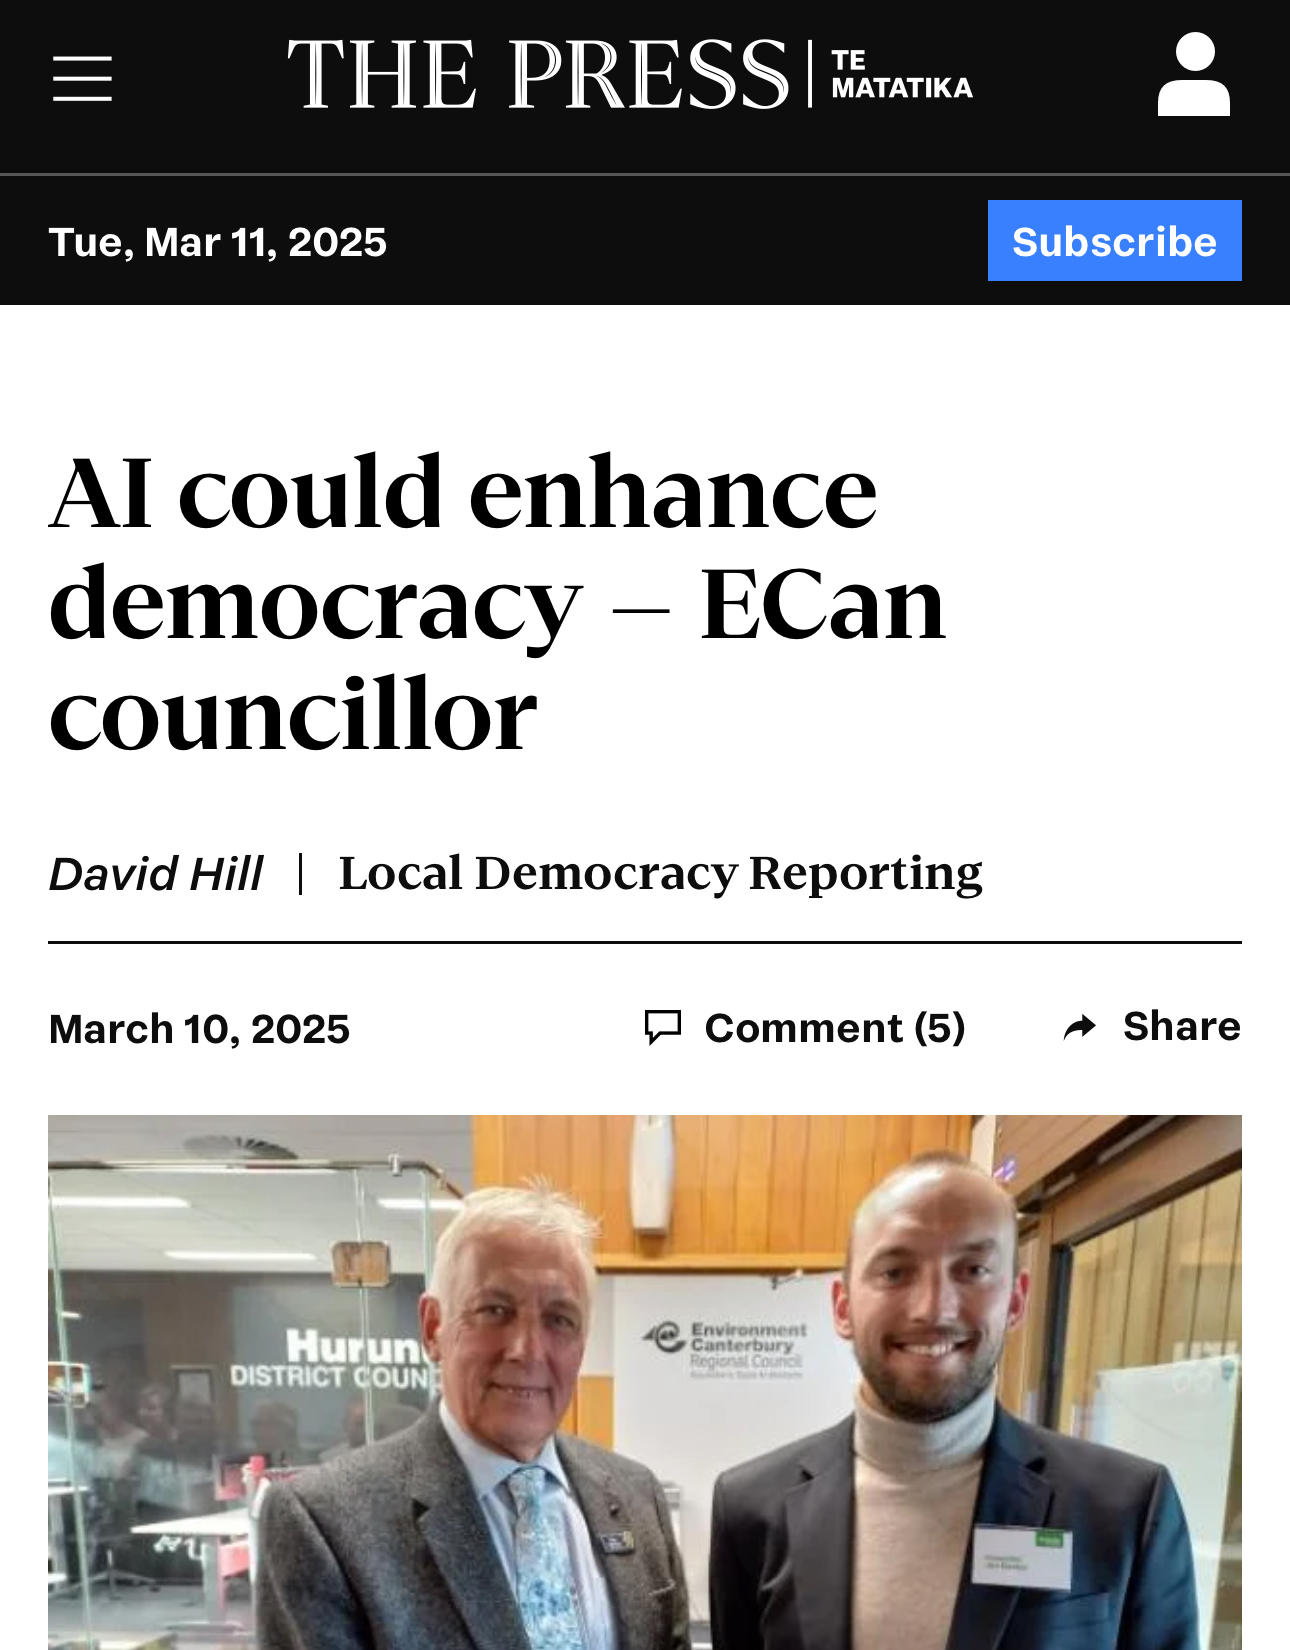 THE PRESS
TE
MATATIKA
Tue, Mar 11, 2025
Subscribe
AI could enhance
democracy – ECan
councillor
David Hill | Local Democracy Reporting
March 10, 2025
Comment (5)
Share
Hurun
DISTRICT COUN
Environment
Canterbury
Regional Council